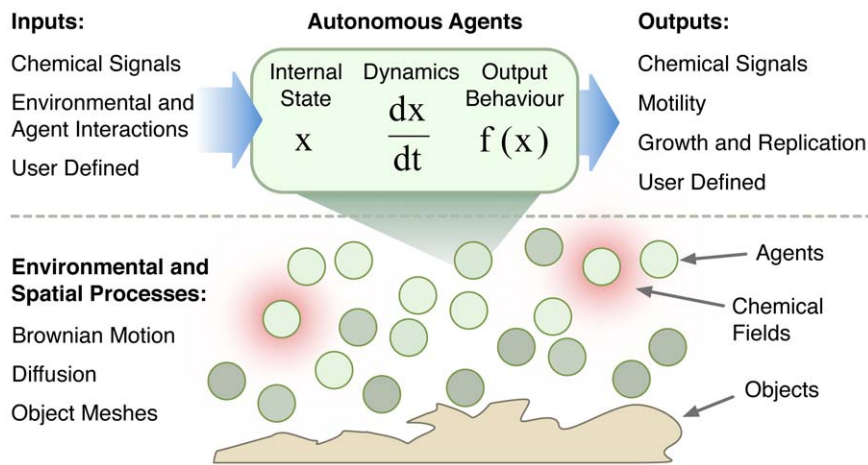 Inputs:
Chemical Signals
Environmental and
Agent Interactions
User Defined
Autonomous Agents
Internal
State
x
Dynamics
dx
dt
Output
Behaviour
f (x)
Outputs:
Chemical Signals
Motility
Growth and Replication
User Defined
Environmental and
Spatial Processes:
Brownian Motion
Diffusion
Object Meshes
Agents
Chemical
Fields
Objects